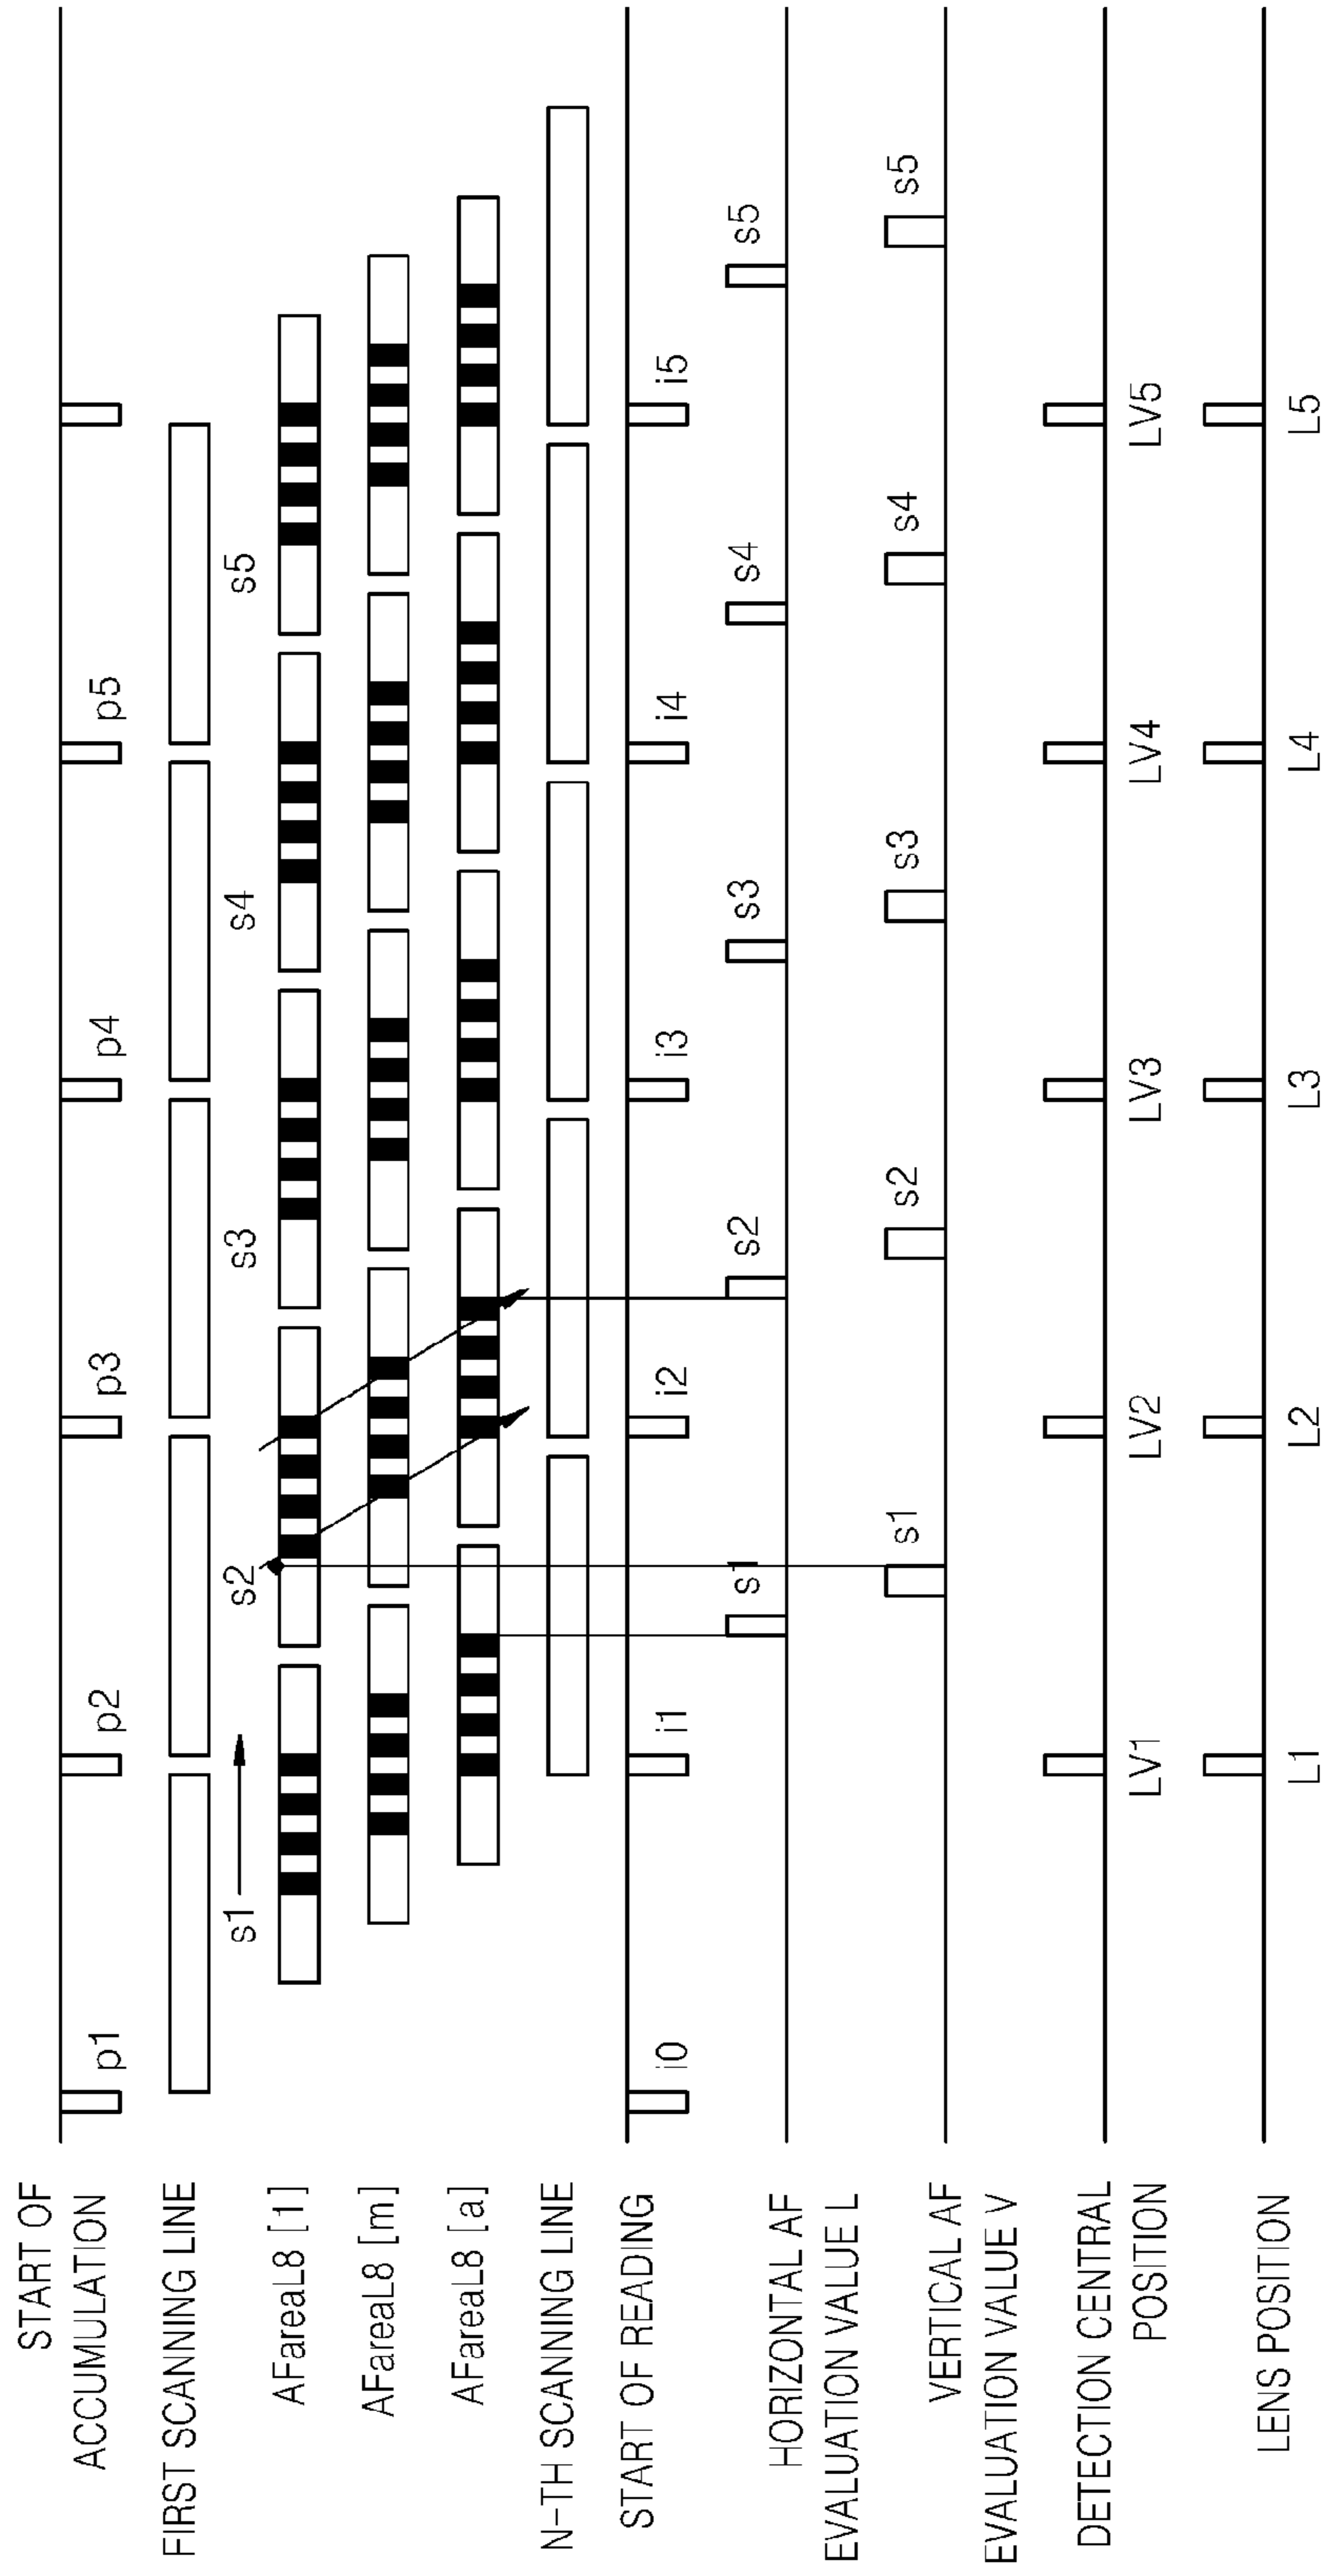 START OF
ACCUMULATION
p1 p2 p3 p4 p5
FIRST SCANNING LINE
s1 s2 s3 s4 s5
AFareaL8 [1]
AFareaL8 [m]
AFareaL8 [a]
N-TH SCANNING LINE
START OF READING
i0 i1 i2 i3 i4 i5
HORIZONTAL AF
EVALUATION VALUE L
s1 s2 s3 s4 s5
VERTICAL AF
EVALUATION VALUE V
s1 s2 s3 s4 s5
DETECTION CENTRAL
POSITION
LV1 LV2 LV3 LV4 LV5
LENS POSITION
L1 L2 L3 L4 L5